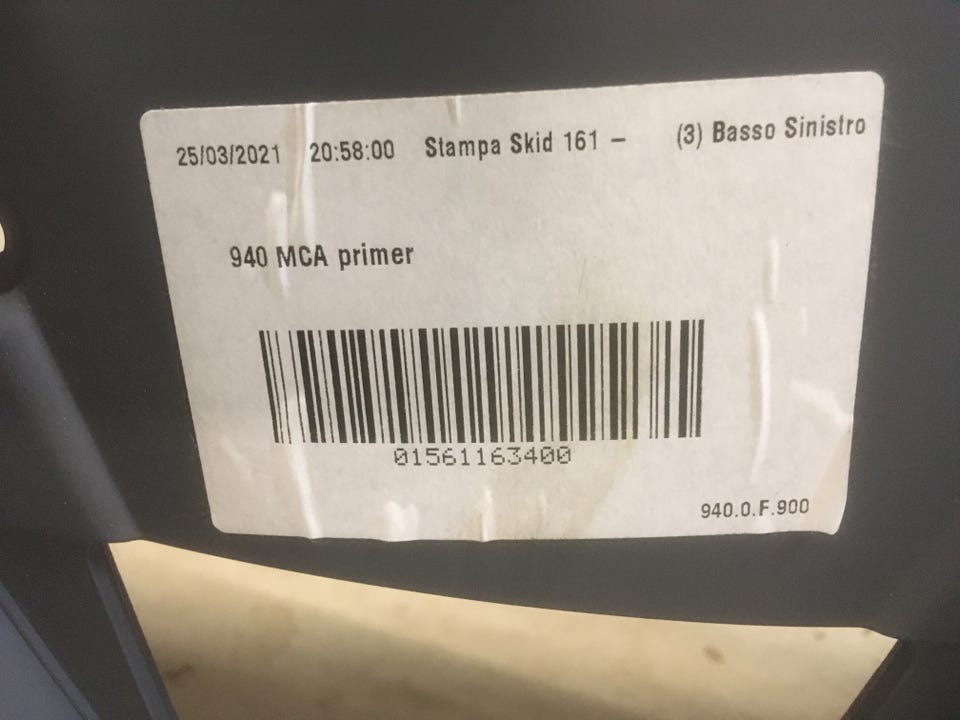 25/03/2021 20:58:00 Stampa Skid 161 – (3) Basso Sinistro
940 MCA primer
01561163400
940.0.F.900